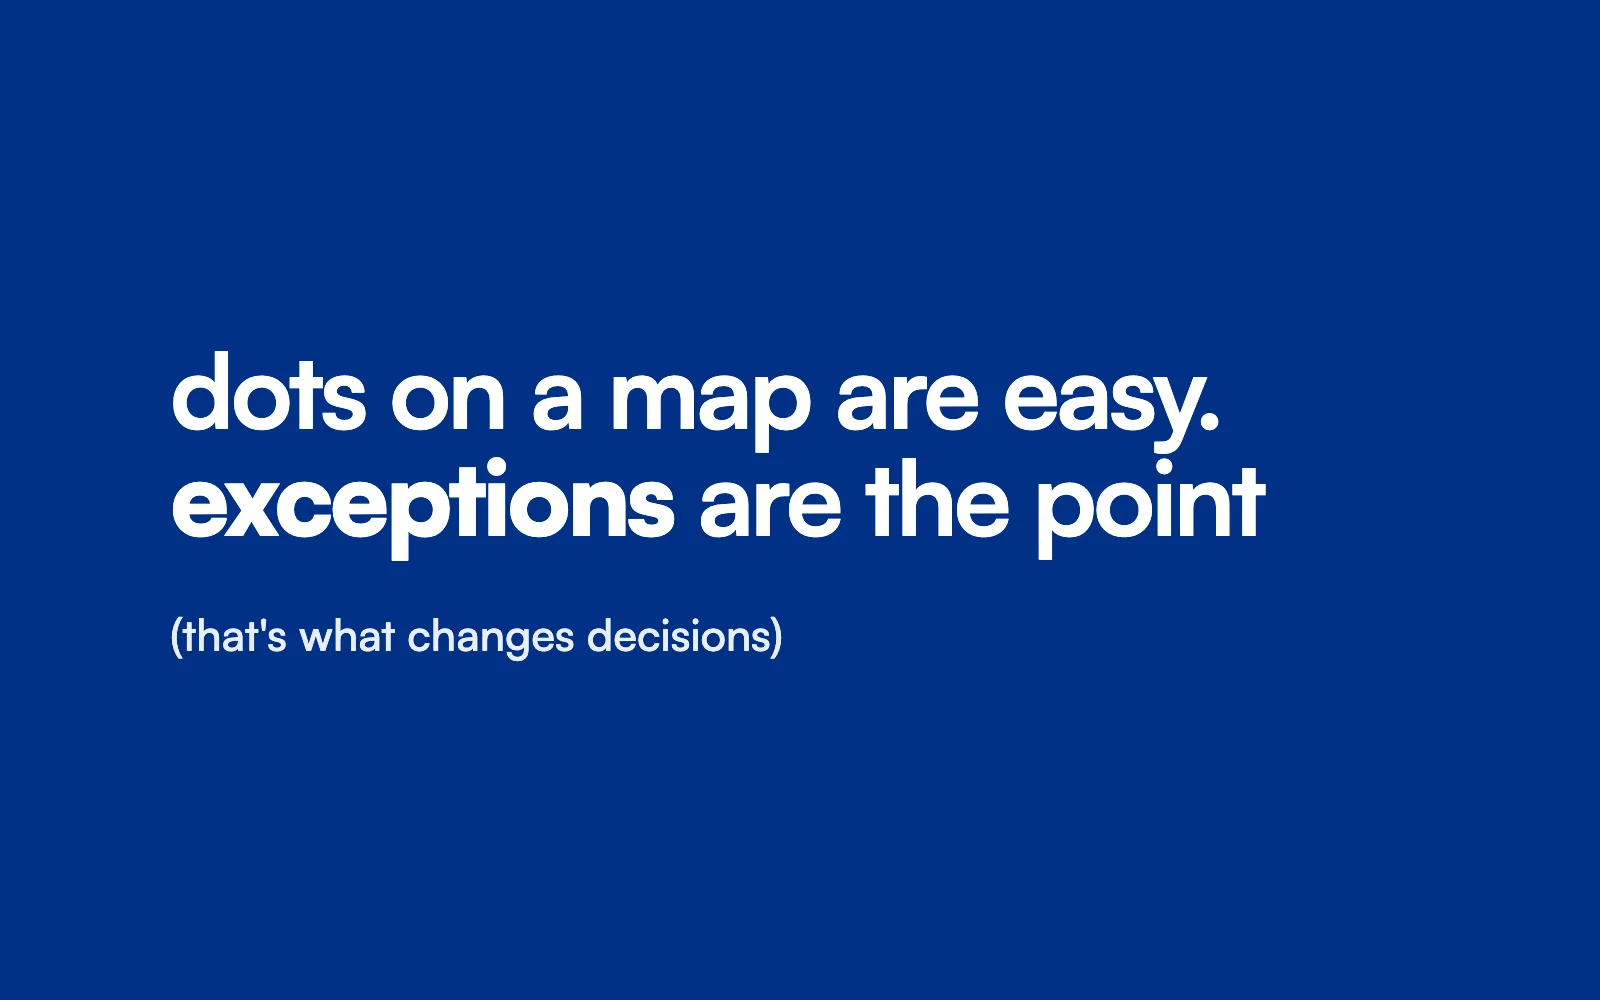 dots on a map are easy.
exceptions are the point
(that's what changes decisions)